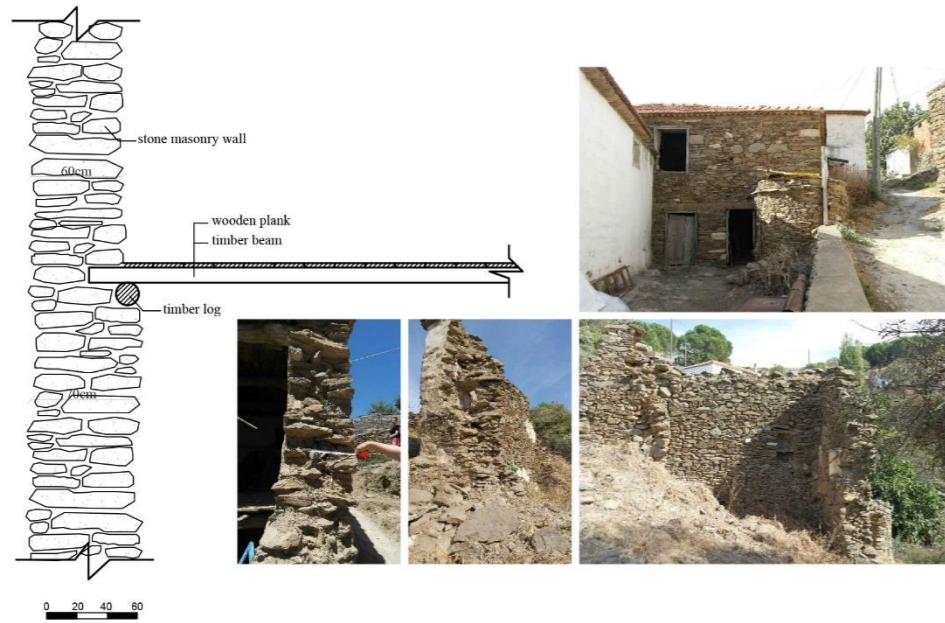 stone masonry wall
60cm
wooden plank
timber beam
timber log
70cm
0 20 40 60